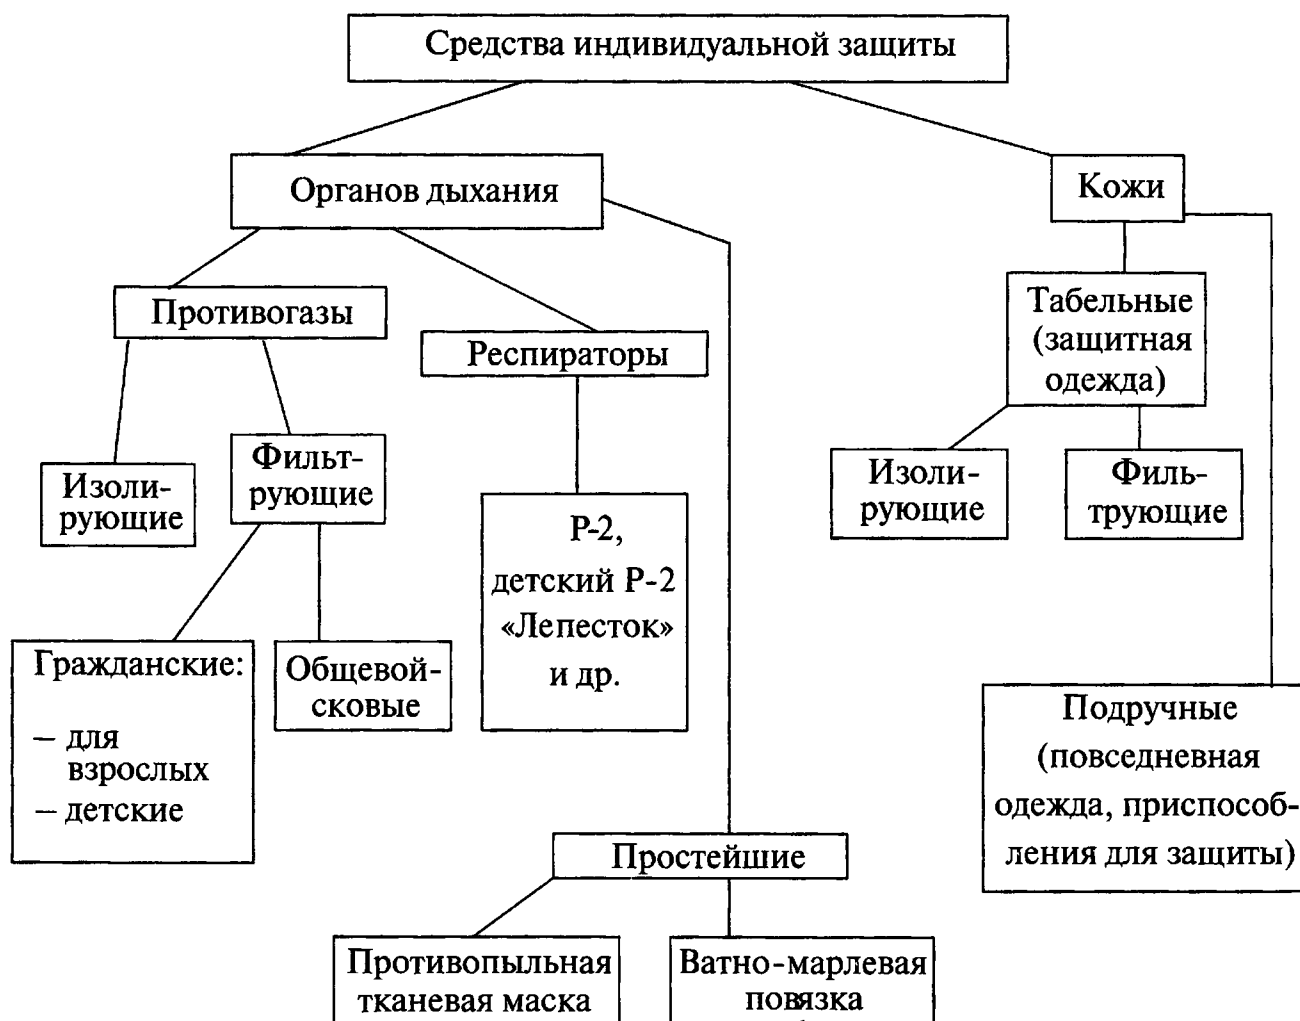 Средства индивидуальной защиты
Органов дыхания
Кожи
Противогазы
Респираторы
Табельные
(защитная
одежда)
Изоли-
рующие
Фильт-
рующие
Изоли-
рующие
Филь-
трующие
Р-2,
детский Р-2
«Лепесток»
и др.
Гражданские:
– для
взрослых
– детские
Общевой-
сковые
Подручные
(повседневная
одежда, приспособ-
ления для защиты)
Простейшие
Противопыльная
тканевая маска
Ватно-марлевая
повязка